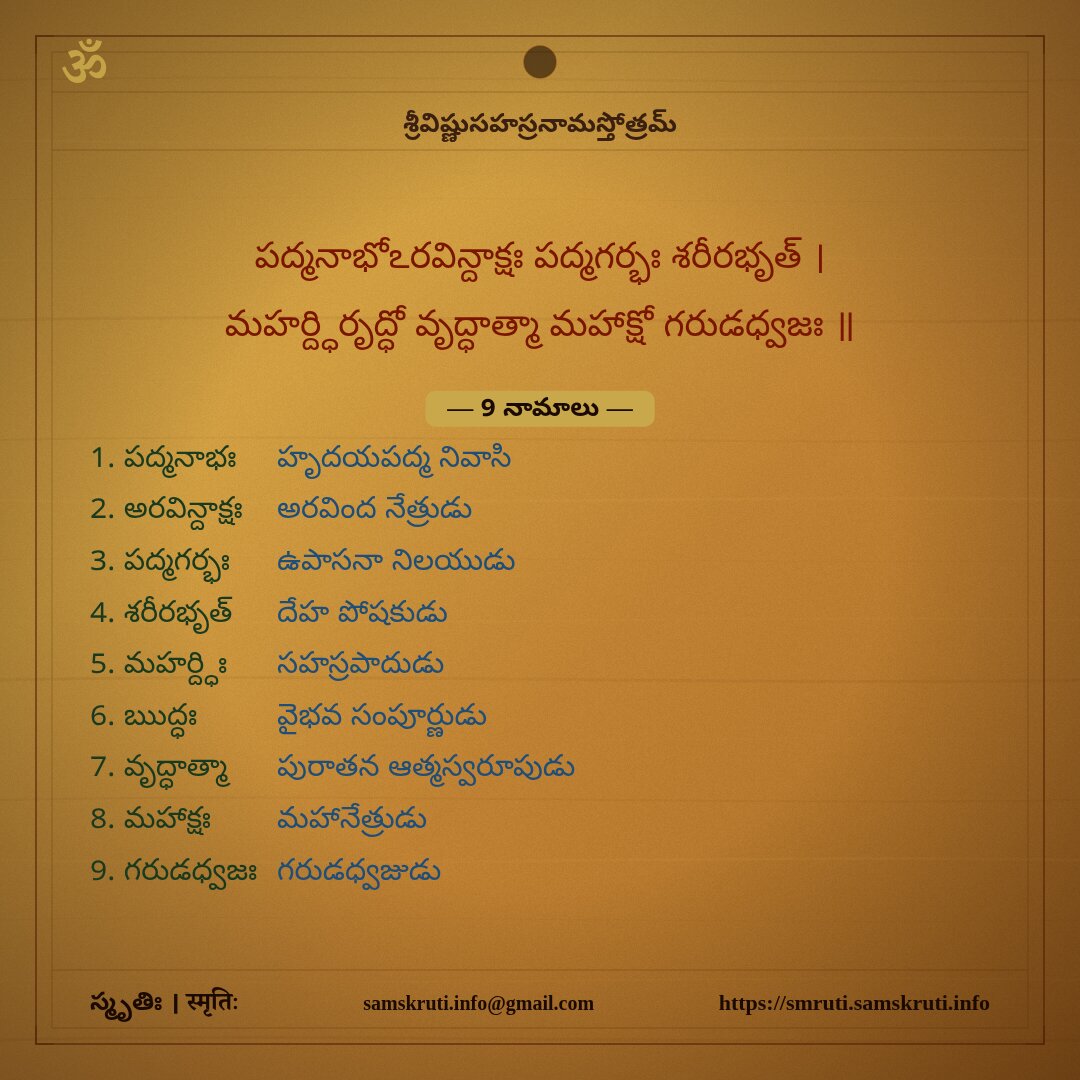 ॐ
శ్రీవిష్ణుసహస్రనామస్తోత్రమ్
పద్మనాభోఽరవిన్దాక్షః పద్మగర్భః శరీరభృత్ |
మహర్ద్ధిరృద్ధో వృద్ధాత్మా మహాక్షో గరుడధ్వజః ||
— 9 నామాలు —
1. పద్మనాభః హృదయపద్మ నివాసి
2. అరవిన్దాక్షః అరవింద నేత్రుడు
3. పద్మగర్భః ఉపాసనా నిలయుడు
4. శరీరభృత్ దేహ పోషకుడు
5. మహర్ద్ధిః సహస్రపాదుడు
6. ఋద్ధః వైభవ సంపూర్ణుడు
7. వృద్ధాత్మా పురాతన ఆత్మస్వరూపుడు
8. మహాక్షః మహానేత్రుడు
9. గరుడధ్వజః గరుడధ్వజుడు
స్మృతిః | स्मृतिः samskruti.info@gmail.com https://smruti.samskruti.info